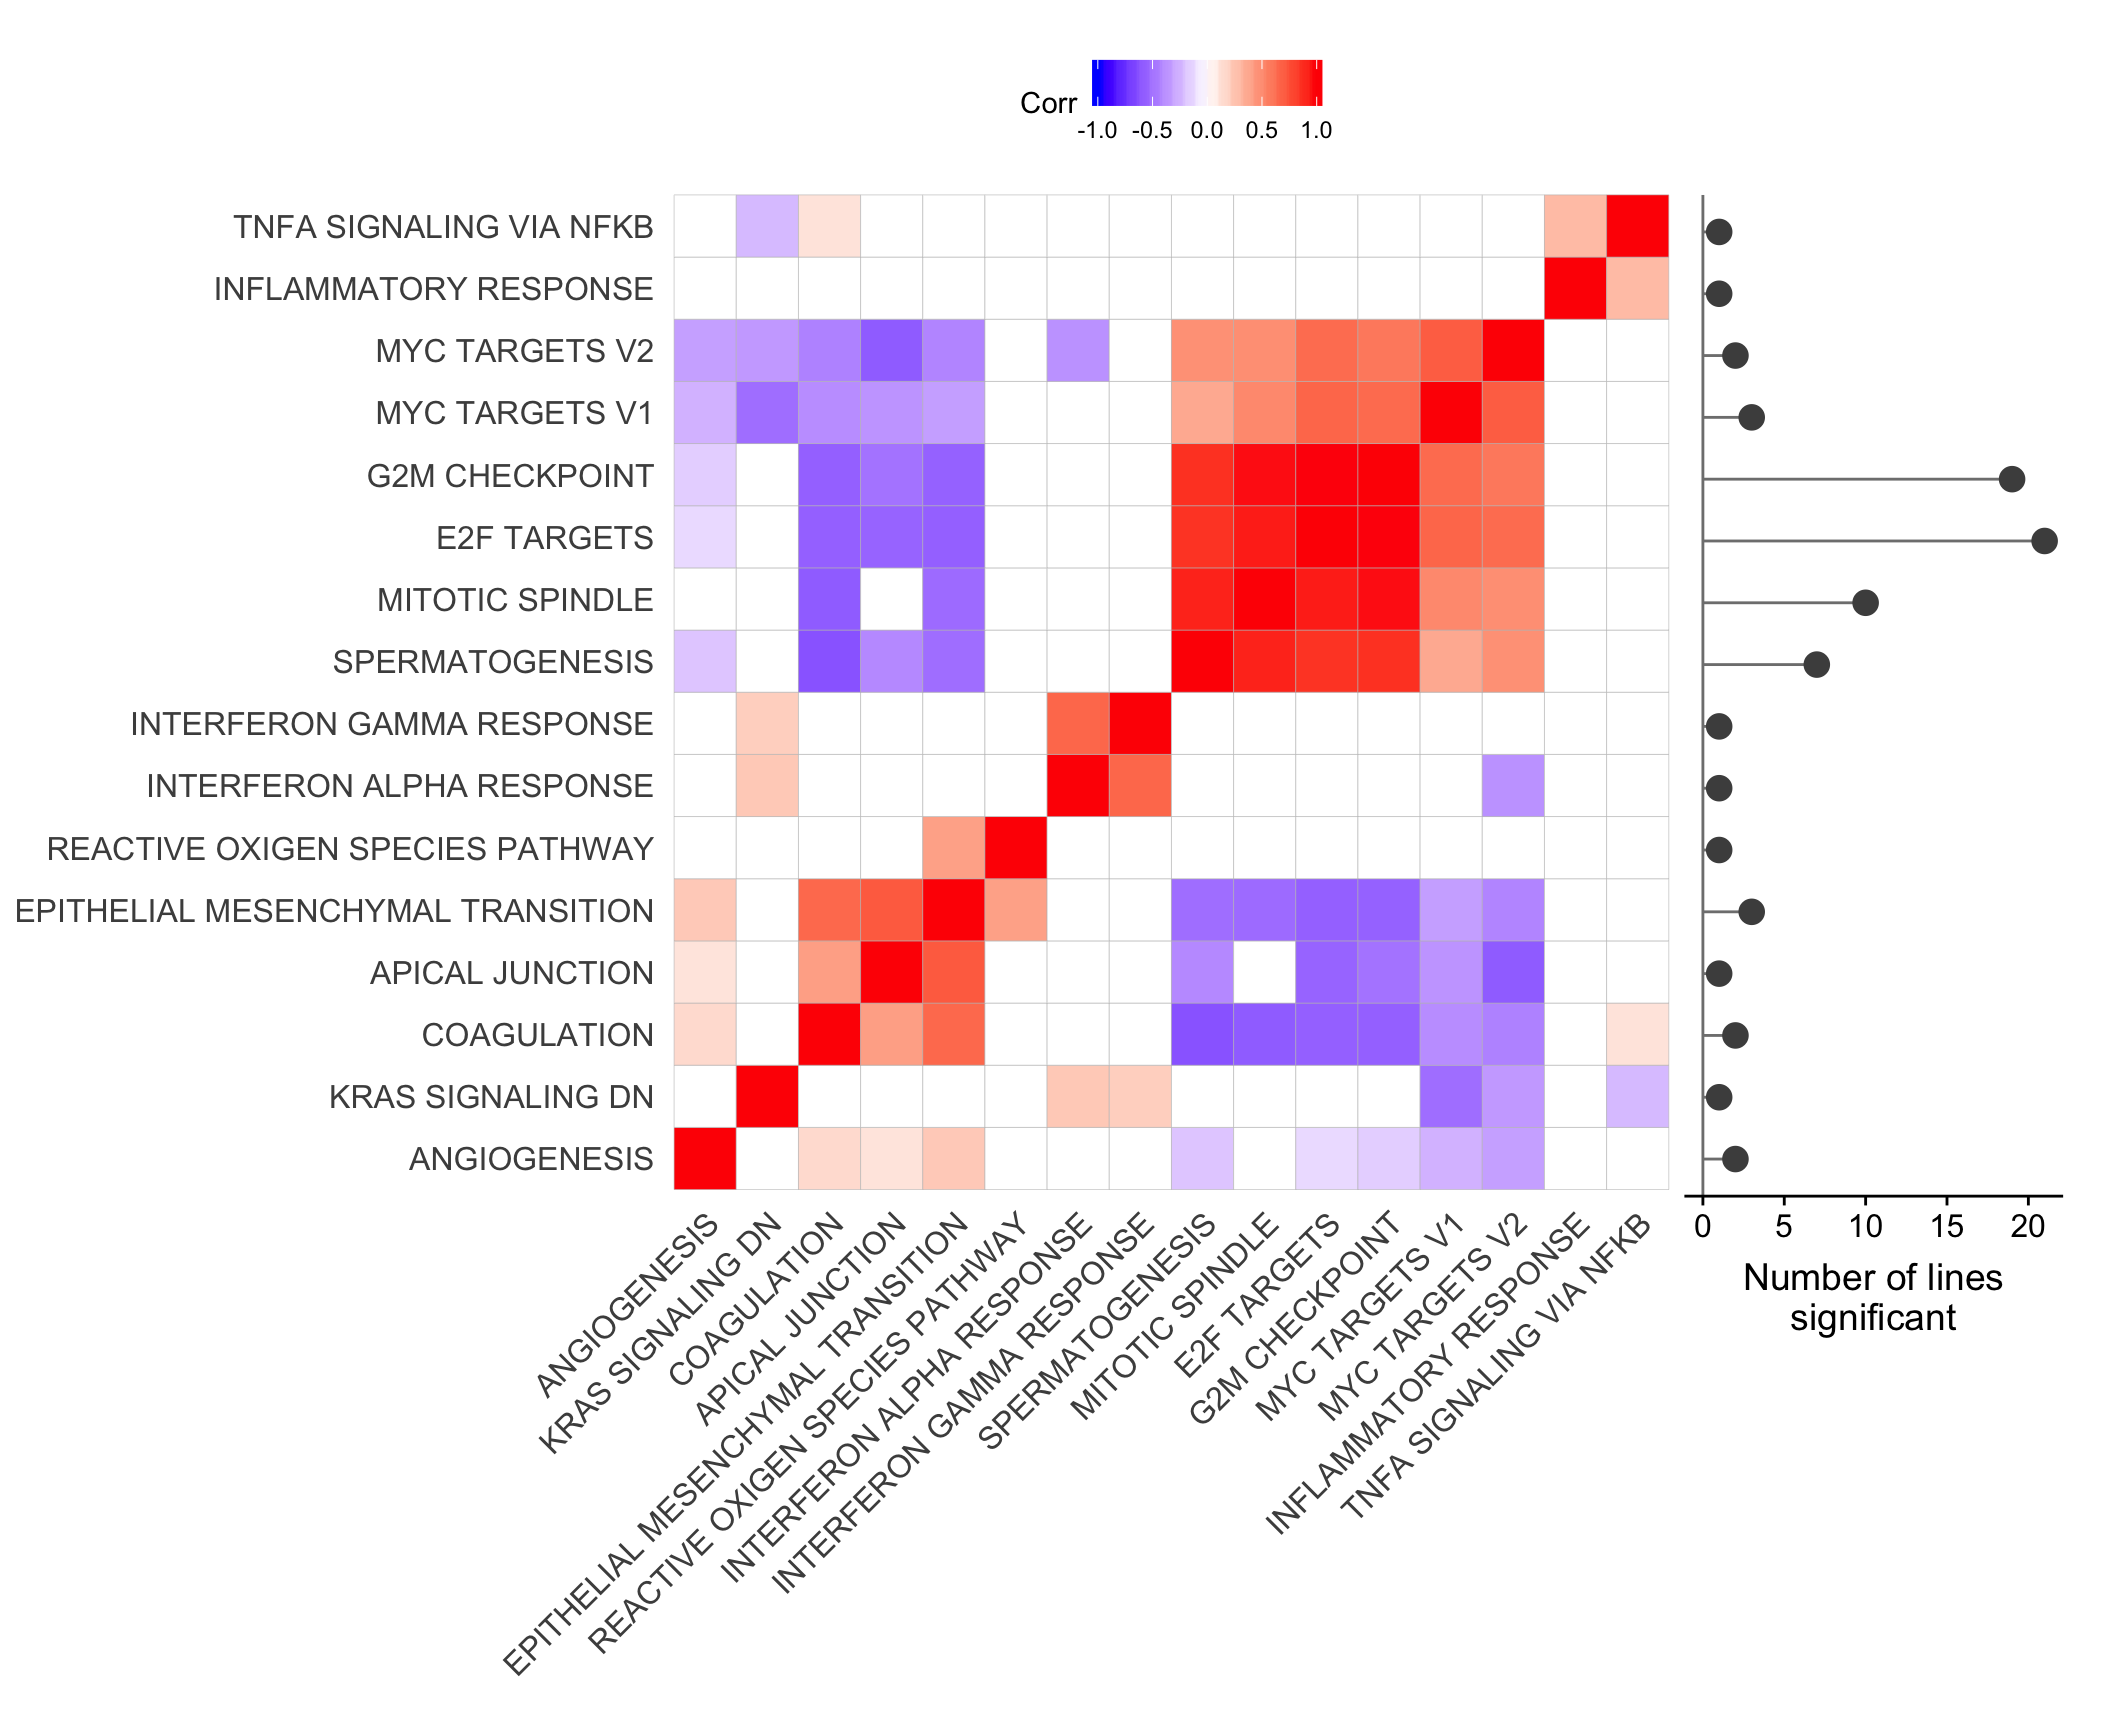 Corr
-1.0 -0.5 0.0 0.5 1.0
TNFA SIGNALING VIA NFKB
INFLAMMATORY RESPONSE
MYC TARGETS V2
MYC TARGETS V1
G2M CHECKPOINT
E2F TARGETS
MITOTIC SPINDLE
SPERMATOGENESIS
INTERFERON GAMMA RESPONSE
INTERFERON ALPHA RESPONSE
REACTIVE OXIGEN SPECIES PATHWAY
EPITHELIAL MESENCHYMAL TRANSITION
APICAL JUNCTION
COAGULATION
KRAS SIGNALING DN
ANGIOGENESIS
ANGIOGENESIS
KRAS SIGNALING DN
COAGULATION
APICAL JUNCTION
EPITHELIAL MESENCHYMAL TRANSITION
REACTIVE OXIGEN SPECIES PATHWAY
INTERFERON ALPHA RESPONSE
INTERFERON GAMMA RESPONSE
SPERMATOGENESIS
MITOTIC SPINDLE
E2F TARGETS
G2M CHECKPOINT
MYC TARGETS V1
MYC TARGETS V2
INFLAMMATORY RESPONSE
TNFA SIGNALING VIA NFKB
0 5 10 15 20
Number of lines
significant